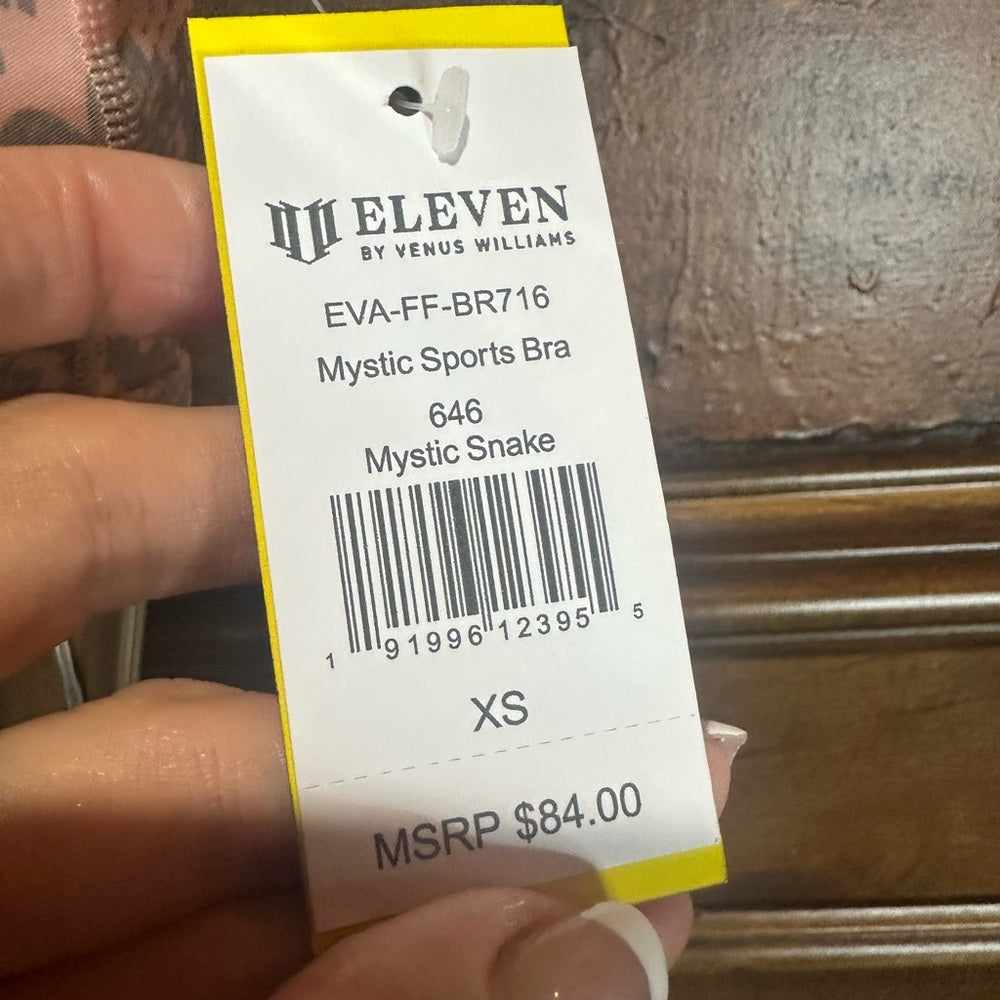 ELEVEN
BY VENUS WILLIAMS
EVA-FF-BR716
Mystic Sports Bra
646
Mystic Snake
1 91996 12395 5
XS
MSRP $84.00